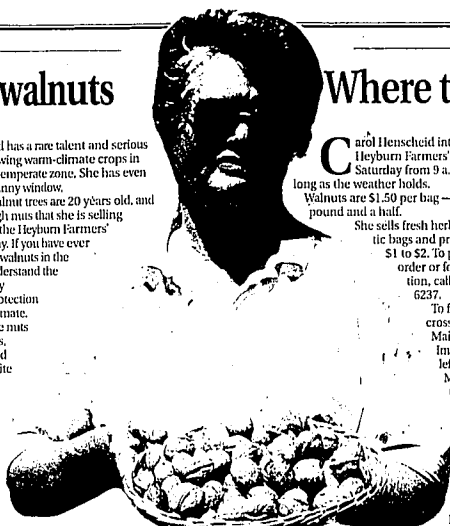 walnuts
l has a rare talent and serious
wing warm-climate crops in
emperate zone. She has even
nny window.
lnut trees are 20 years old, and
gh nuts that she is selling
the Heyburn Farmers'
y. If you have ever
walnuts in the
derstand the
y
otection
mate.
e nuts
s,
d
ite
Where t
Carol Henscheid int
Heyburn Farmers'
Saturday from 9 a.
long as the weather holds.
Walnuts are $1.50 per bag —
pound and a half.
She sells fresh herl
tic bags and pr
$1 to $2. To p
order or fo
tion, call
6237.
To f
cross
Mai
Im
lef
M